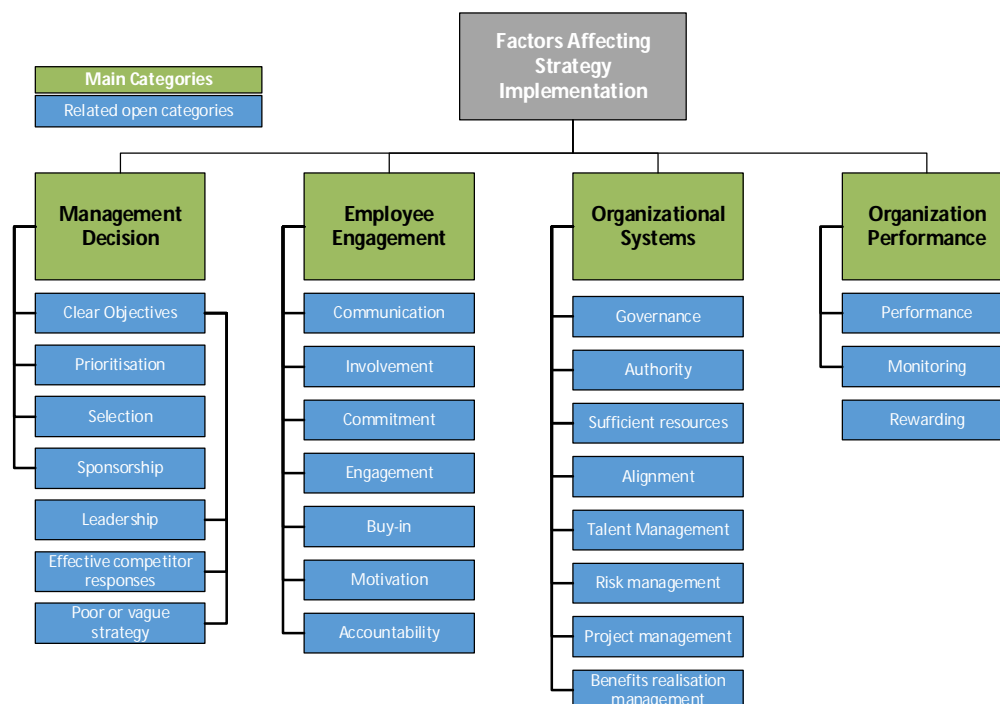 Factors Affecting
Strategy
Implementation
Main Categories
Related open categories
Management
Decision
Clear Objectives
Prioritisation
Selection
Sponsorship
Leadership
Effective competitor
responses
Poor or vague
strategy
Employee
Engagement
Communication
Involvement
Commitment
Engagement
Buy-in
Motivation
Accountability
Organizational
Systems
Governance
Authority
Sufficient resources
Alignment
Talent Management
Risk management
Project management
Benefits realisation
management
Organization
Performance
Performance
Monitoring
Rewarding